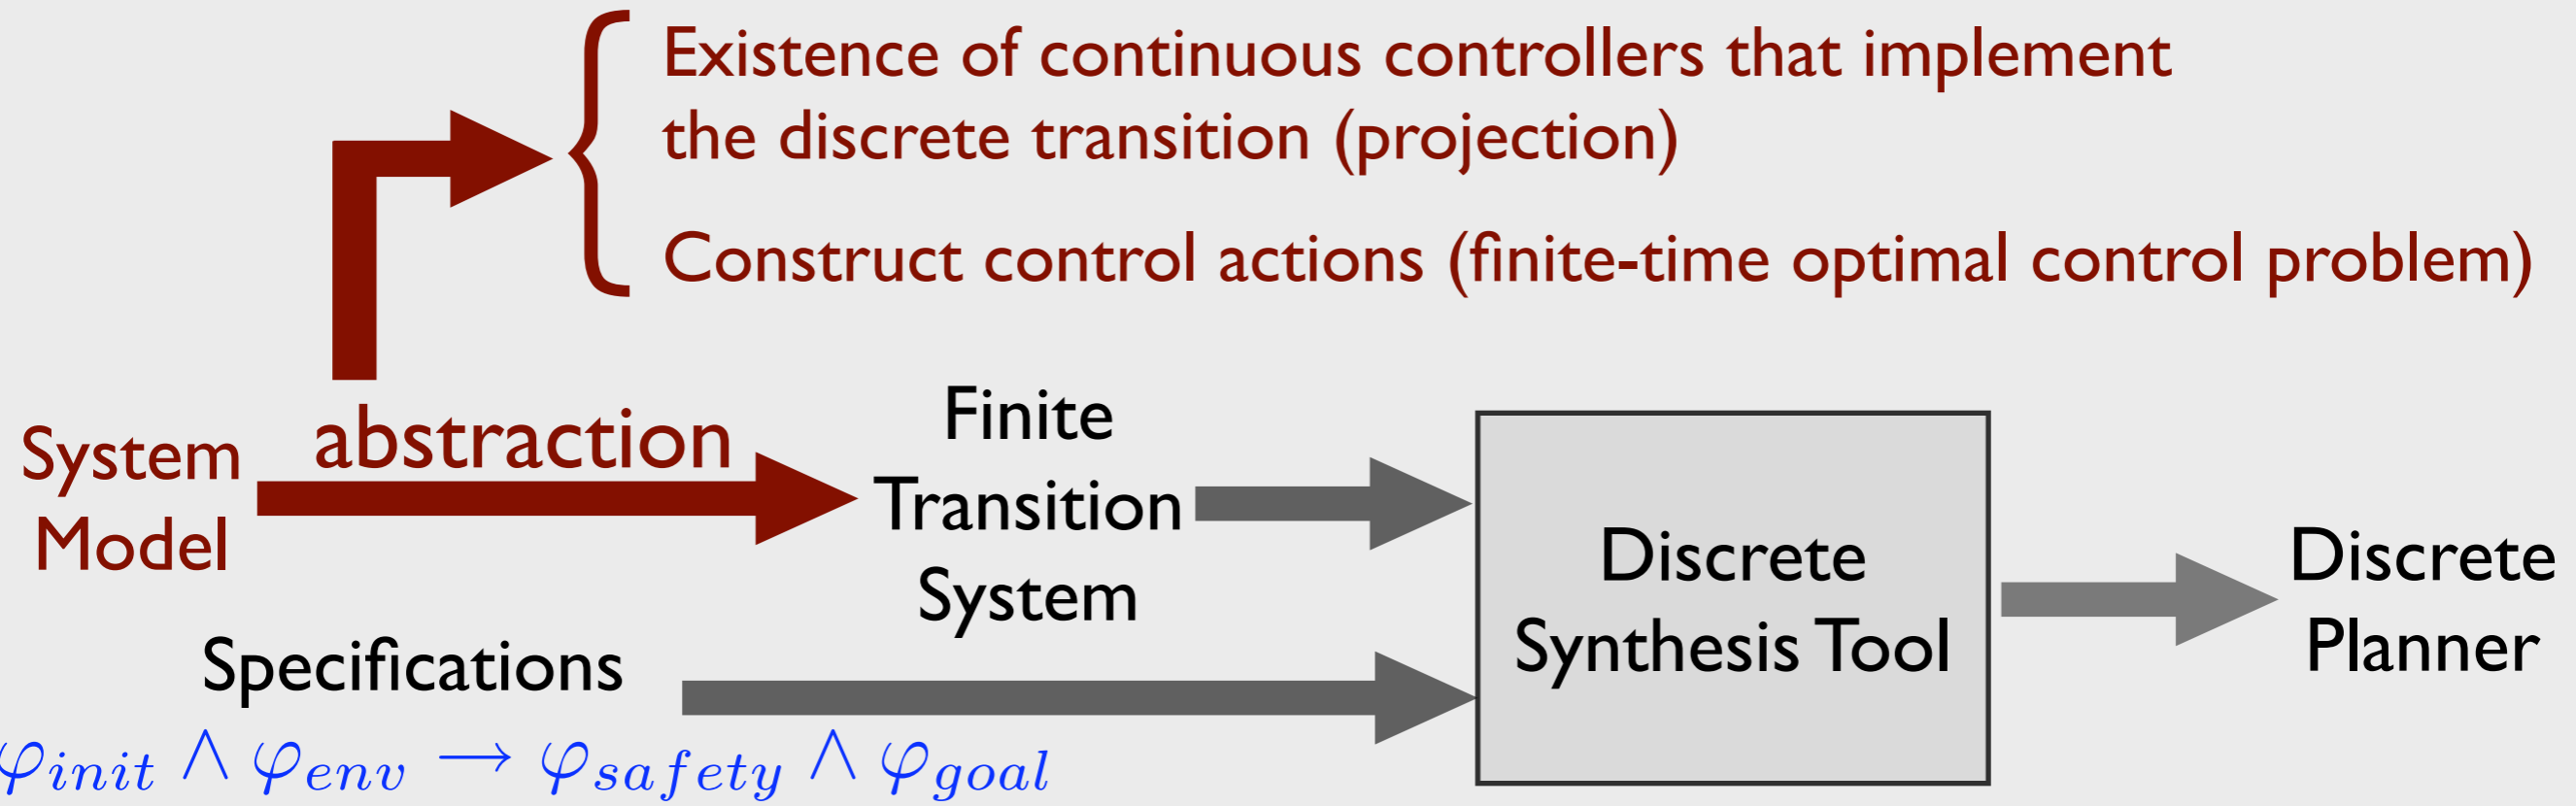 Existence of continuous controllers that implement
the discrete transition (projection)
Construct control actions (finite-time optimal control problem)
System
Model
abstraction
Finite
Transition
System
Specifications
φinit ∧ φenv → φsafety ∧ φgoal
Discrete
Synthesis Tool
Discrete
Planner